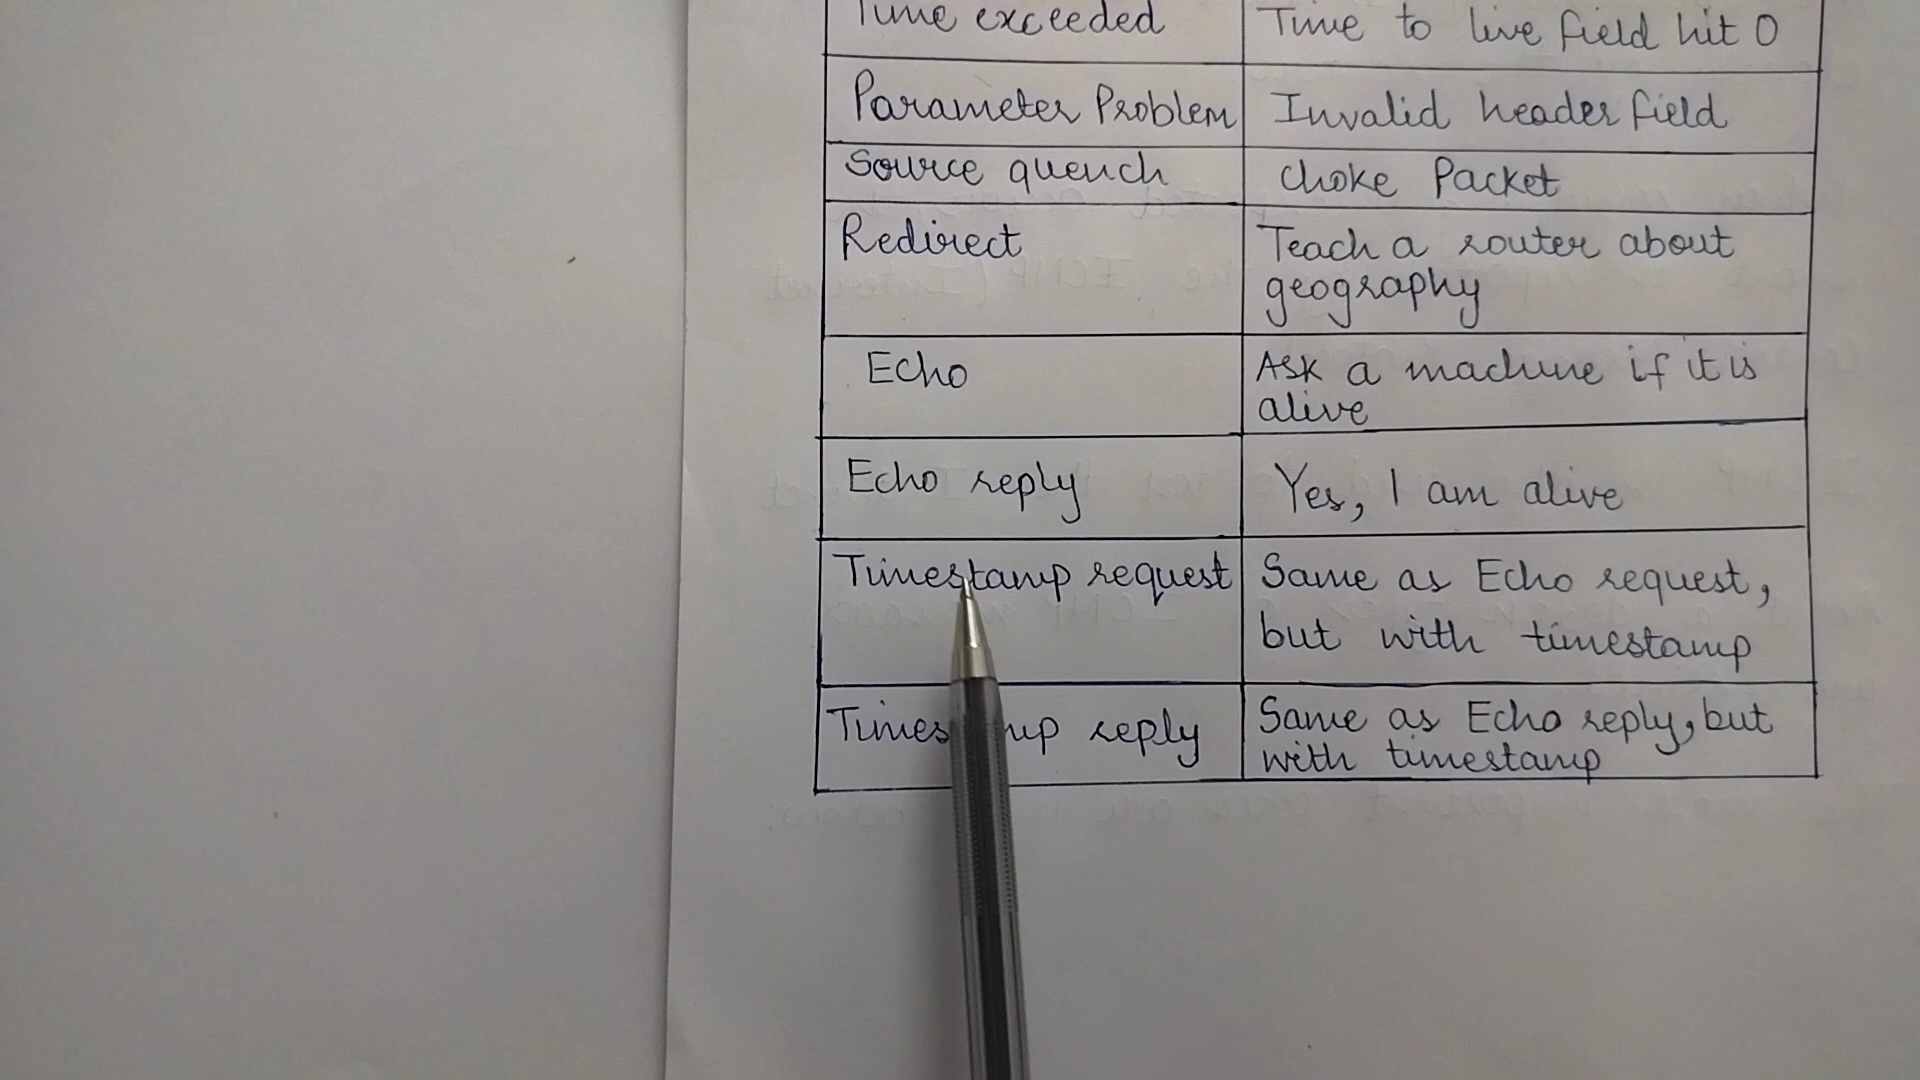 Time exceeded
Time to live field hit 0
Parameter Problem
Invalid header field
Source quench
choke Packet
Redirect
Teach a router about
geography
Echo
Ask a machine if it is
alive
Echo reply
Yes, I am alive
Timestamp request
Same as Echo request,
but with timestamp
reply
Same as Echo reply, but
with timestamp